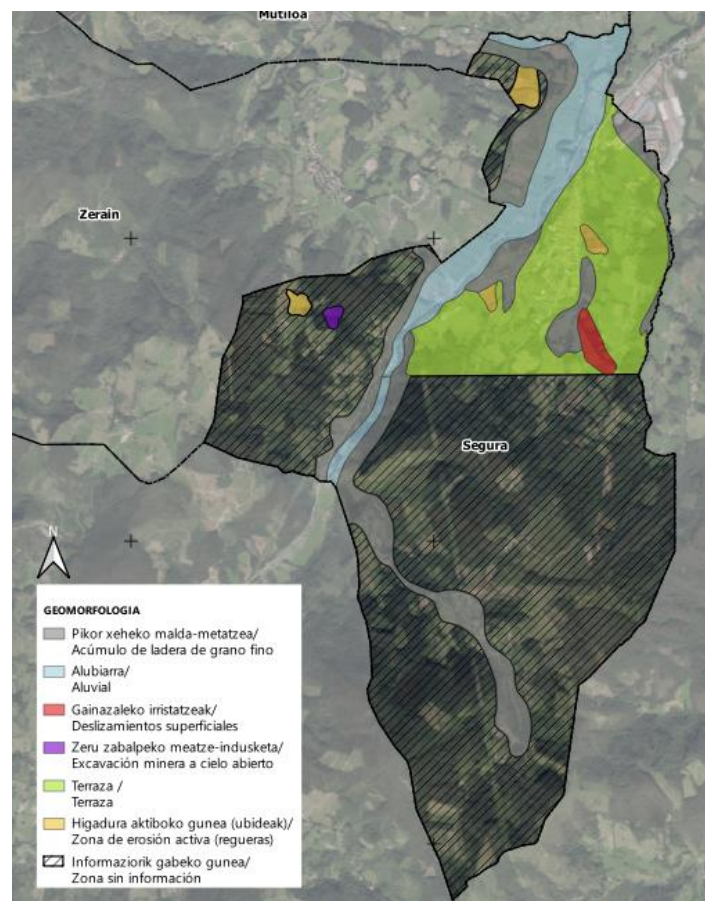 Mutiloa
Zerain
Segura
N
GEOMORFOLOGIA
Pikor xeheko malda-metatzea/
Acúmulo de ladera de grano fino
Alubiarra/
Aluvial
Gainazaleko irristatzeak/
Deslizamientos superficiales
Zeru zabalpeko meatze-indusketa/
Excavación minera a cielo abierto
Terraza /
Terraza
Higadura aktiboko gunea (ubideak)/
Zona de erosión activa (regueras)
Informaziorik gabeko gunea/
Zona sin información